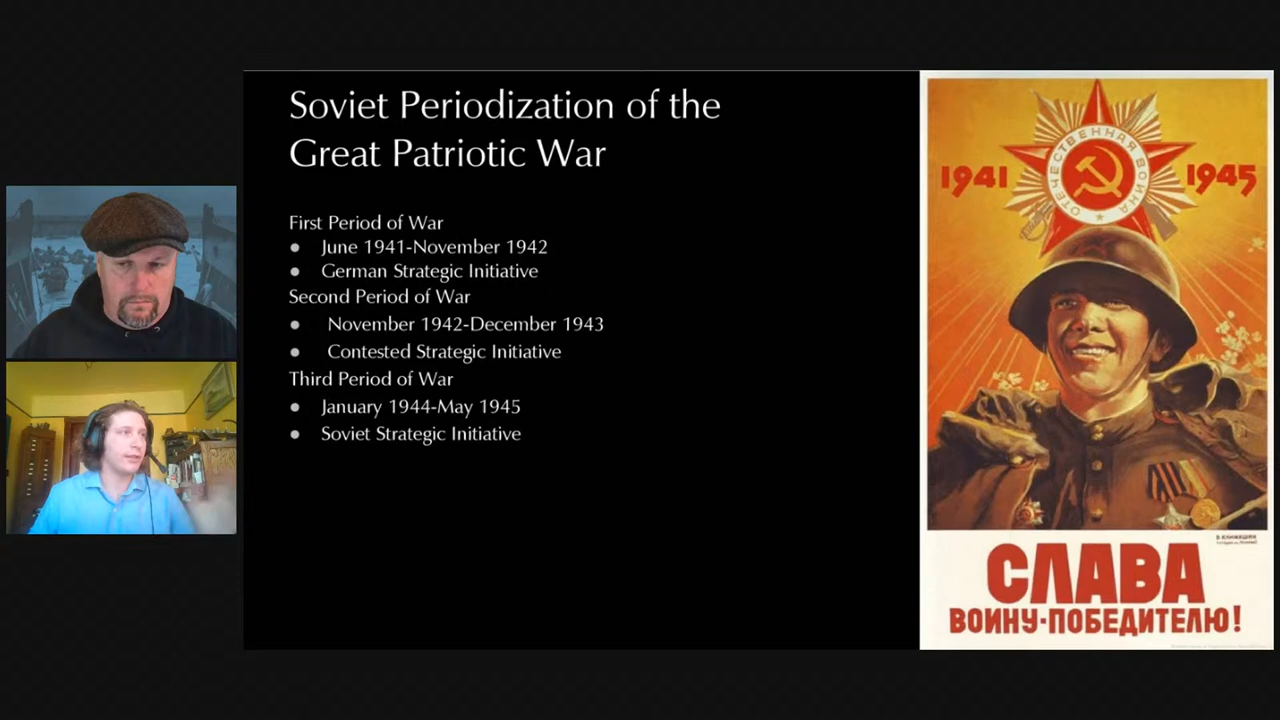 Soviet Periodization of the
Great Patriotic War
First Period of War
● June 1941-November 1942
● German Strategic Initiative
Second Period of War
● November 1942-December 1943
● Contested Strategic Initiative
Third Period of War
● January 1944-May 1945
● Soviet Strategic Initiative
1941 1945
ОТЕЧЕСТВЕННАЯ ВОЙНА
СЛАВА
ВОИНУ-ПОБЕДИТЕЛЮ!